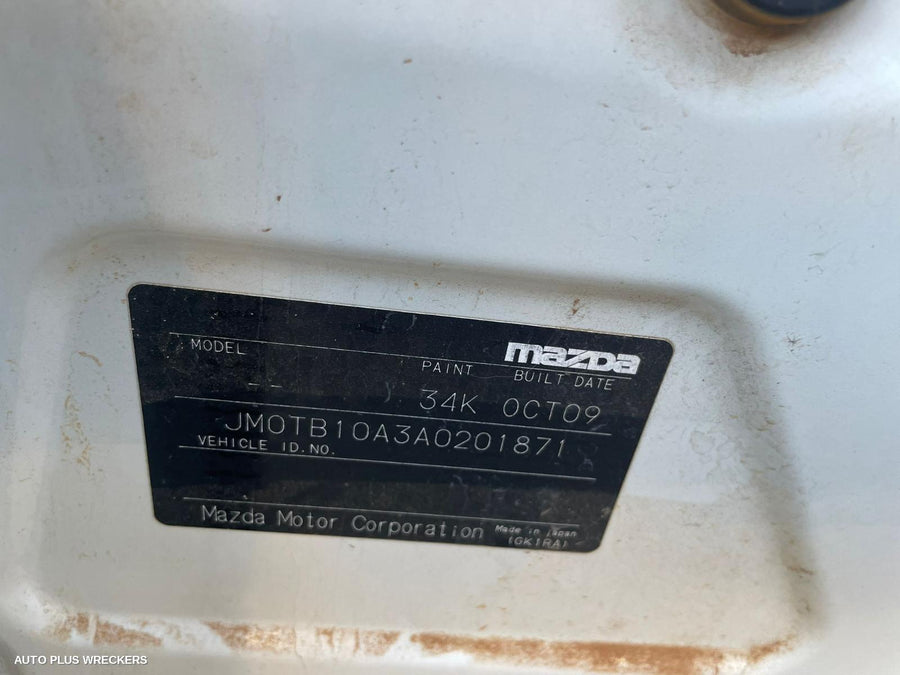 mazda
MODEL PAINT BUILT DATE
-- 34K OCT09
JM0TB10A3A0201871
VEHICLE ID.NO.
Mazda Motor Corporation Made in Japan
(GK1RA)
AUTO PLUS WRECKERS